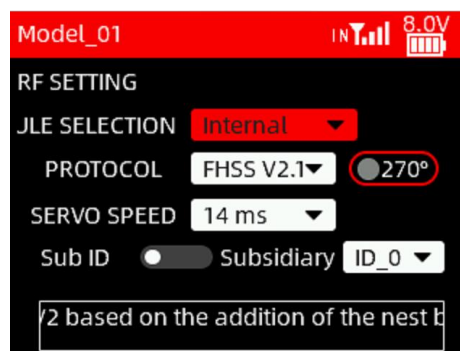 Model_01 IN 8.0V
RF SETTING
JLE SELECTION Internal
PROTOCOL FHSS V2.1 270°
SERVO SPEED 14 ms
Sub ID Subsidiary ID_0
/2 based on the addition of the nest b